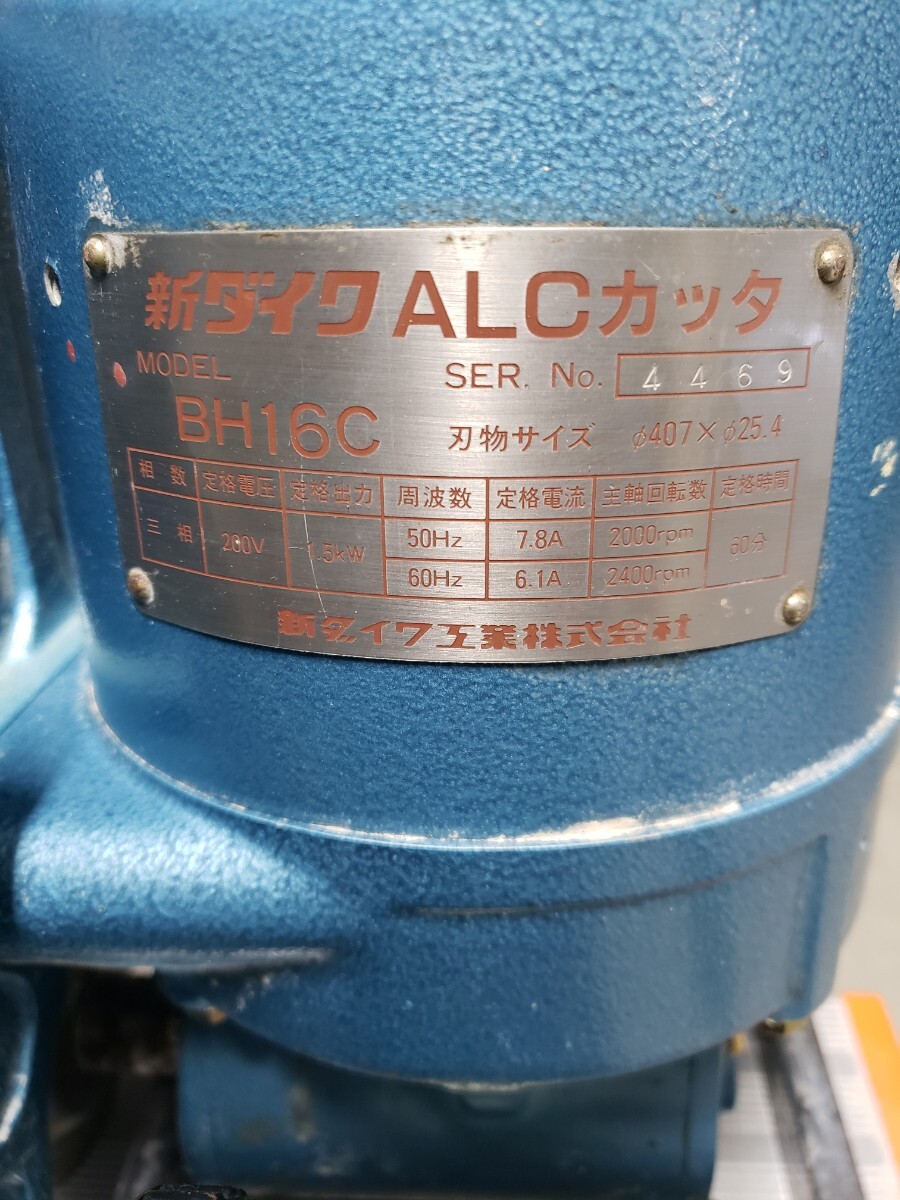 新ダイワ ALCカッタ
MODEL SER. No. 4469
BH16C 刃物サイズ φ407×φ25.4
相数 定格電圧 定格出力 周波数 定格電流 主軸回転数 定格時間
三相 200V 1.5kW 50Hz 7.8A 2000rpm 60分
60Hz 6.1A 2400rpm
新ダイワ工業株式会社